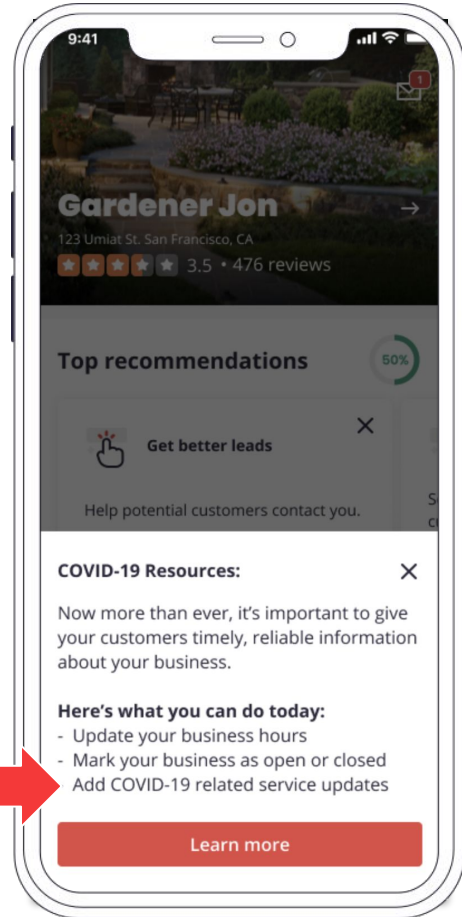 9:41
1
Gardener Jon
123 Umiat St. San Francisco, CA
3.5 • 476 reviews
Top recommendations
50%
Get better leads
Help potential customers contact you.
S
COVID-19 Resources:
Now more than ever, it’s important to give
your customers timely, reliable information
about your business.
Here’s what you can do today:
- Update your business hours
- Mark your business as open or closed
Add COVID-19 related service updates
Learn more